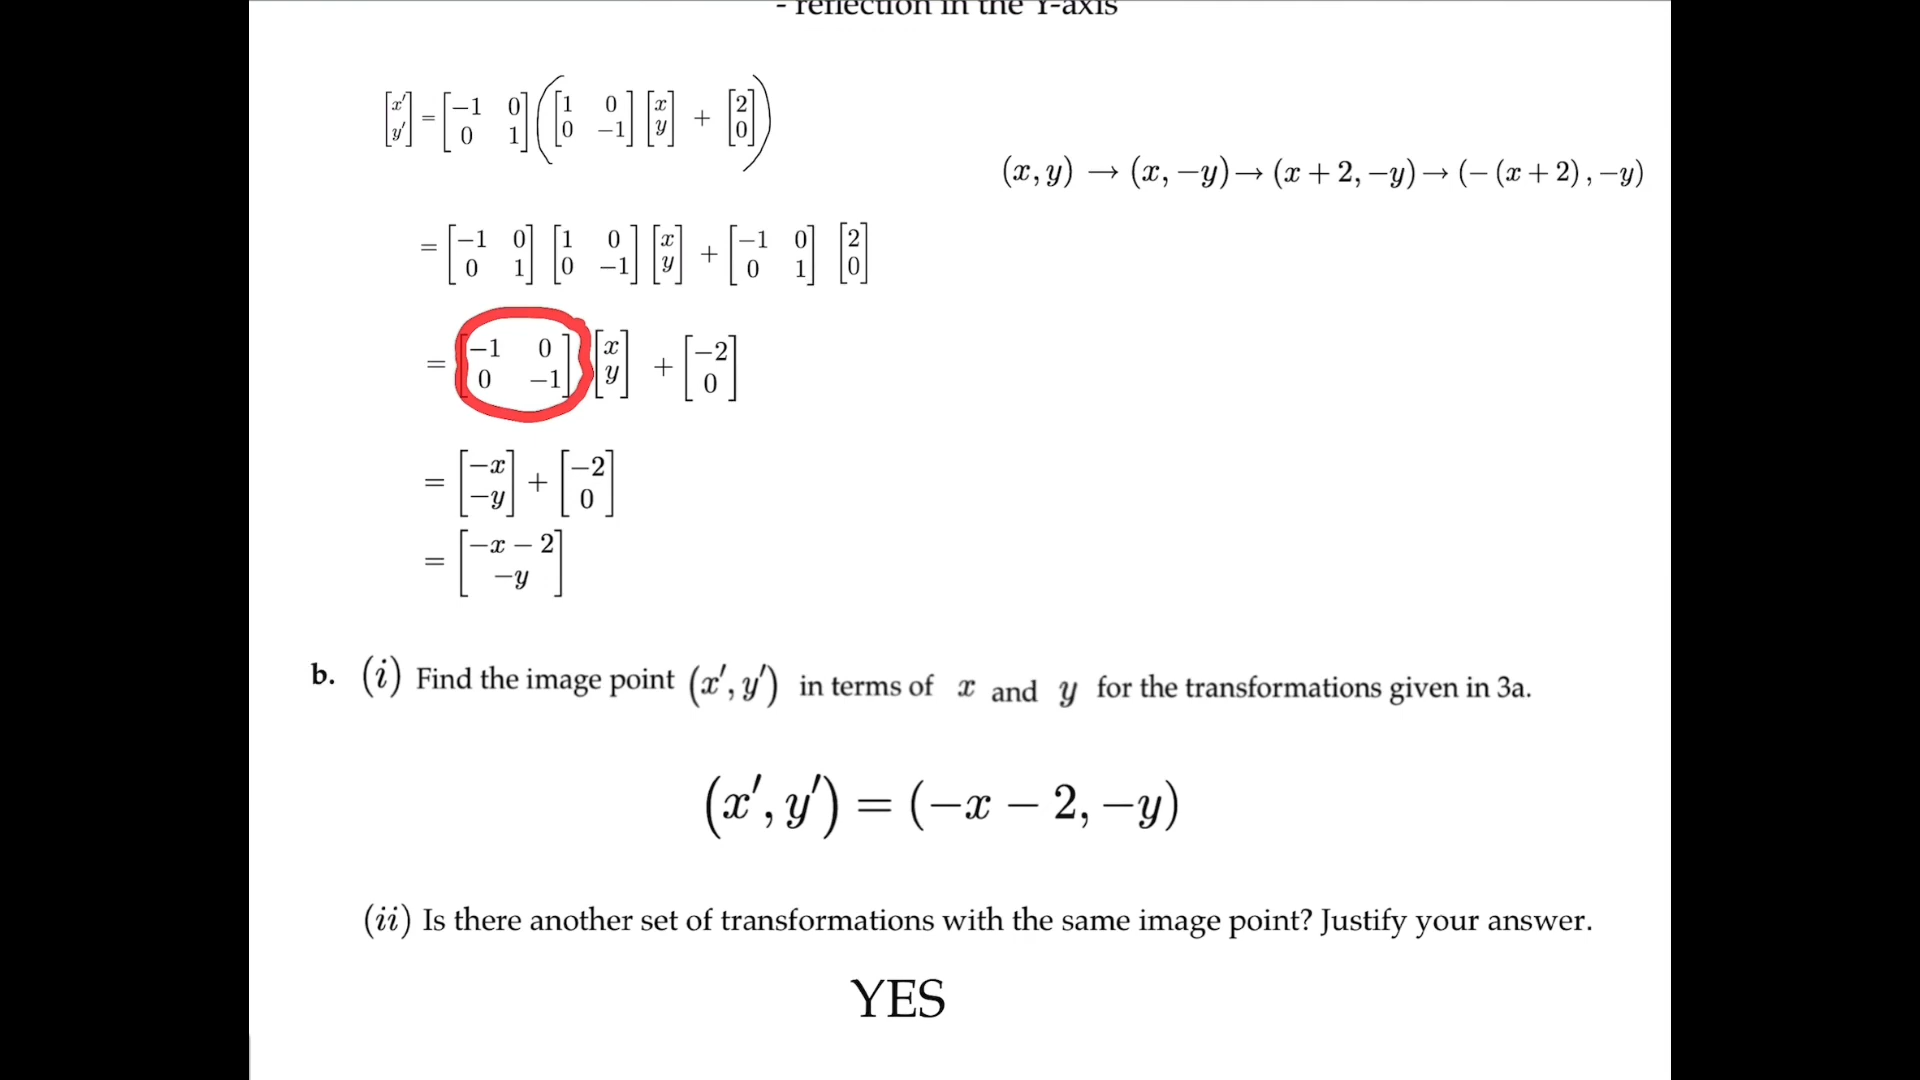 - reflection in the Y-axis
[x′ y′] = [−1 0 0 1] ([1 0 0 −1] [x y] + [2 0])
(x, y) → (x, −y) → (x + 2, −y) → (− (x + 2) , −y)
= [−1 0 0 1] [1 0 0 −1] [x y] + [−1 0 0 1] [2 0]
= [−1 0 0 −1] [x y] + [−2 0]
= [−x −y] + [−2 0]
= [−x − 2 −y]
b. (i) Find the image point (x′, y′) in terms of x and y for the transformations given in 3a.
(x′, y′) = (−x − 2, −y)
(ii) Is there another set of transformations with the same image point? Justify your answer.
YES